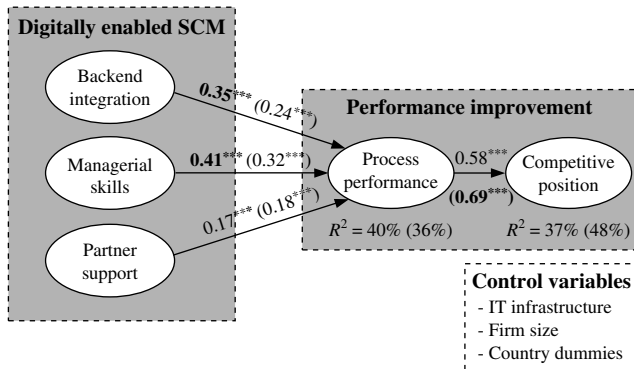 Digitally enabled SCM
Backend
integration
Managerial
skills
Partner
support
0.35*** (0.24***)
0.41*** (0.32***)
0.17*** (0.18***)
Performance improvement
Process
performance
0.58***
(0.69***)
Competitive
position
R² = 40% (36%)
R² = 37% (48%)
Control variables
- IT infrastructure
- Firm size
- Country dummies